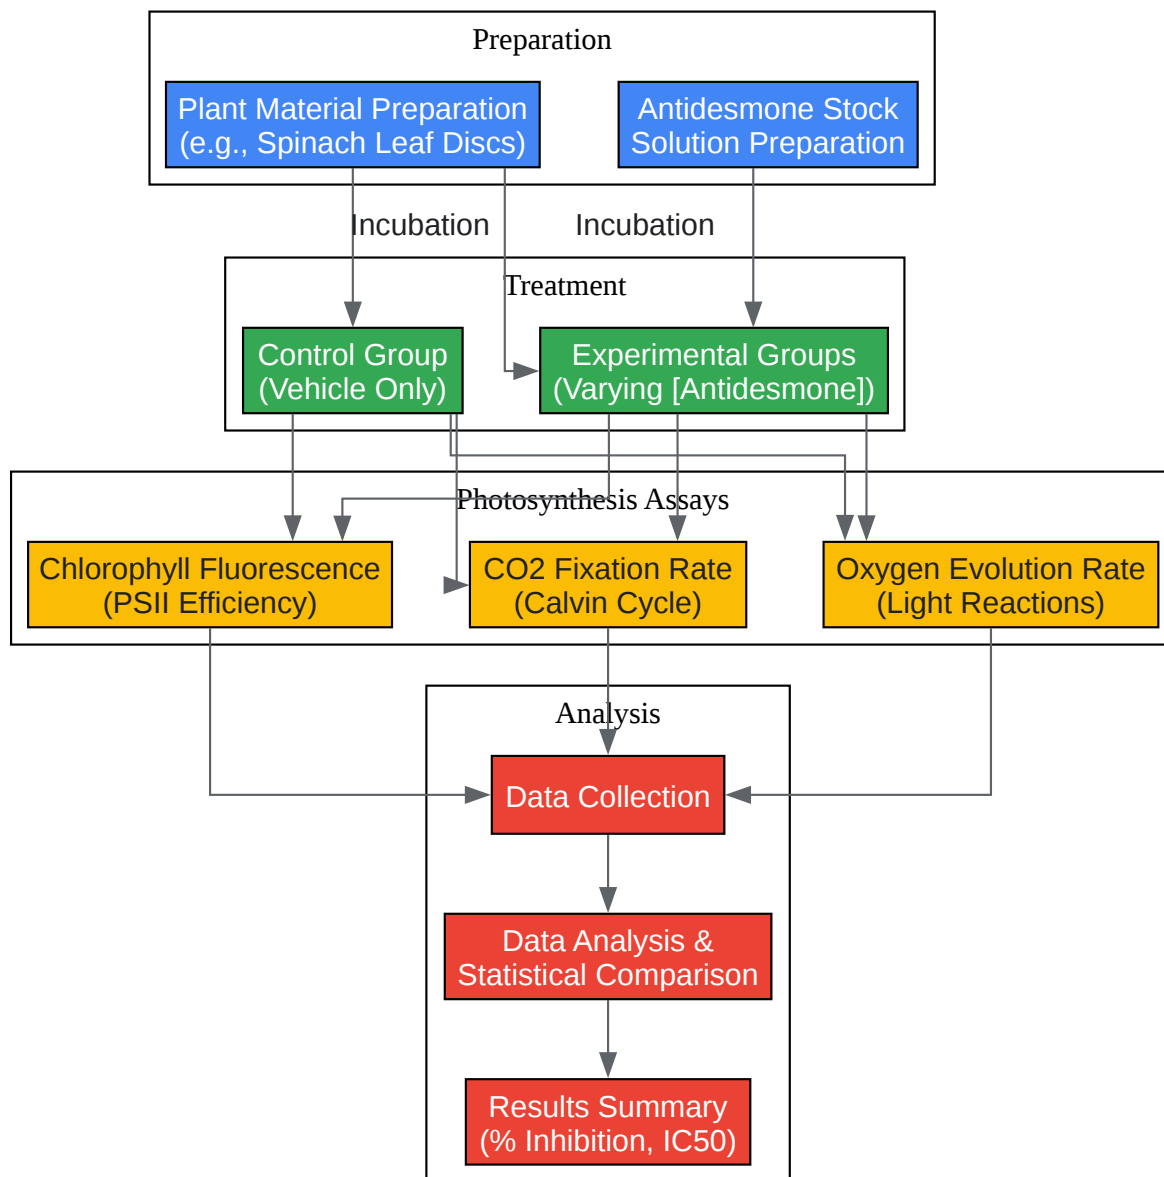 Preparation
Plant Material Preparation
(e.g., Spinach Leaf Discs)
Antidesmone Stock
Solution Preparation
Incubation
Incubation
Treatment
Control Group
(Vehicle Only)
Experimental Groups
(Varying [Antidesmone])
Photosynthesis Assays
Chlorophyll Fluorescence
(PSII Efficiency)
CO2 Fixation Rate
(Calvin Cycle)
Oxygen Evolution Rate
(Light Reactions)
Analysis
Data Collection
Data Analysis &
Statistical Comparison
Results Summary
(% Inhibition, IC50)